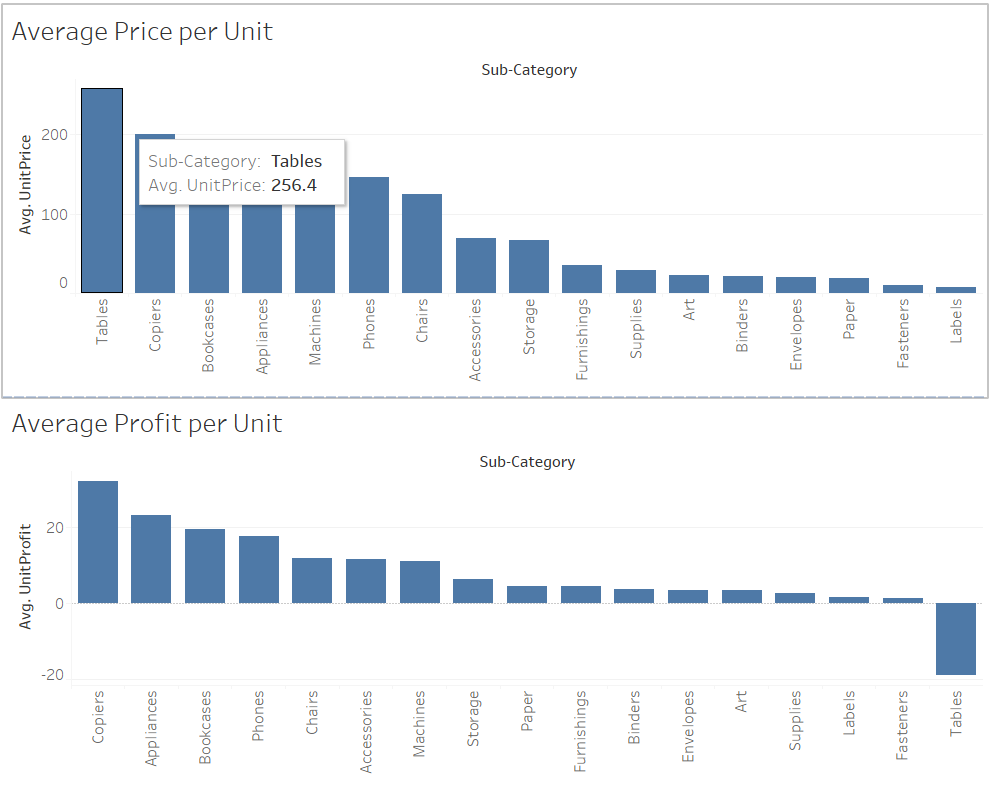 Average Price per Unit
Sub-Category
Avg. UnitPrice
200
100
0
Sub-Category: Tables
Avg. UnitPrice: 256.4
Tables
Copiers
Bookcases
Appliances
Machines
Phones
Chairs
Accessories
Storage
Furnishings
Supplies
Art
Binders
Envelopes
Paper
Fasteners
Labels
Average Profit per Unit
Sub-Category
Avg. UnitProfit
20
0
-20
Copiers
Appliances
Bookcases
Phones
Chairs
Accessories
Machines
Storage
Paper
Furnishings
Binders
Envelopes
Art
Supplies
Labels
Fasteners
Tables